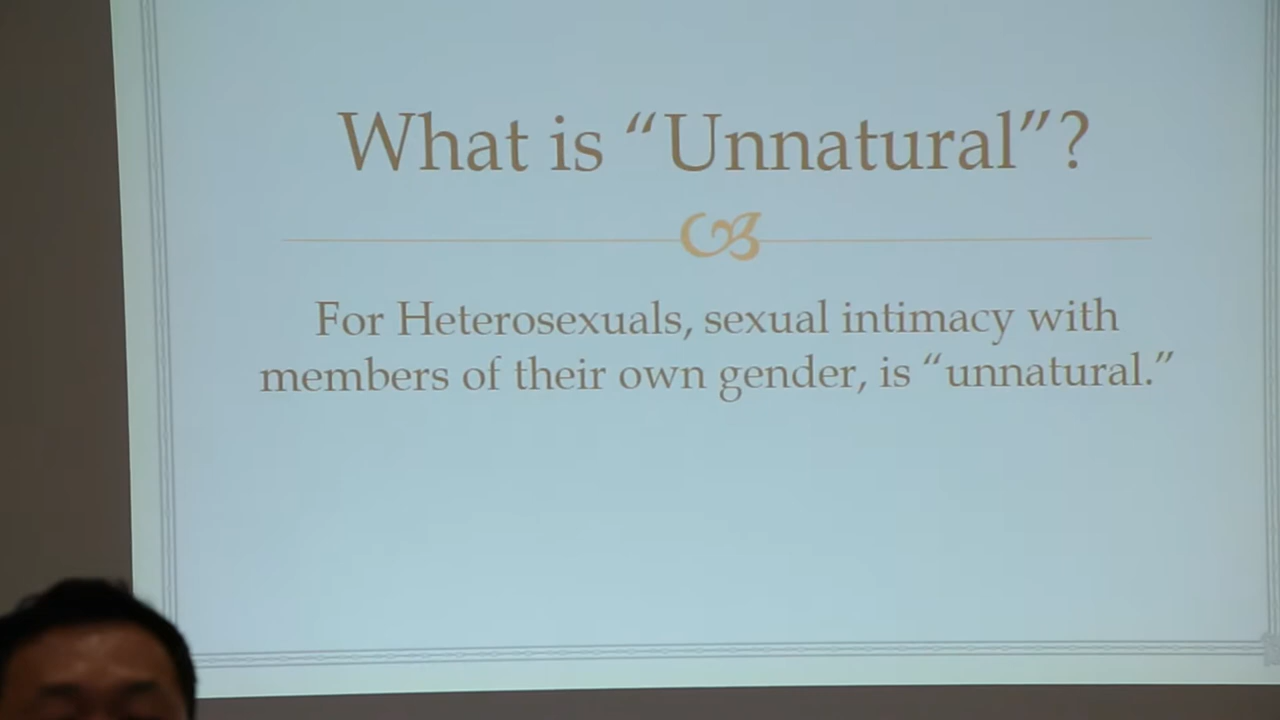 What is “Unnatural”?
For Heterosexuals, sexual intimacy with
members of their own gender, is “unnatural.”